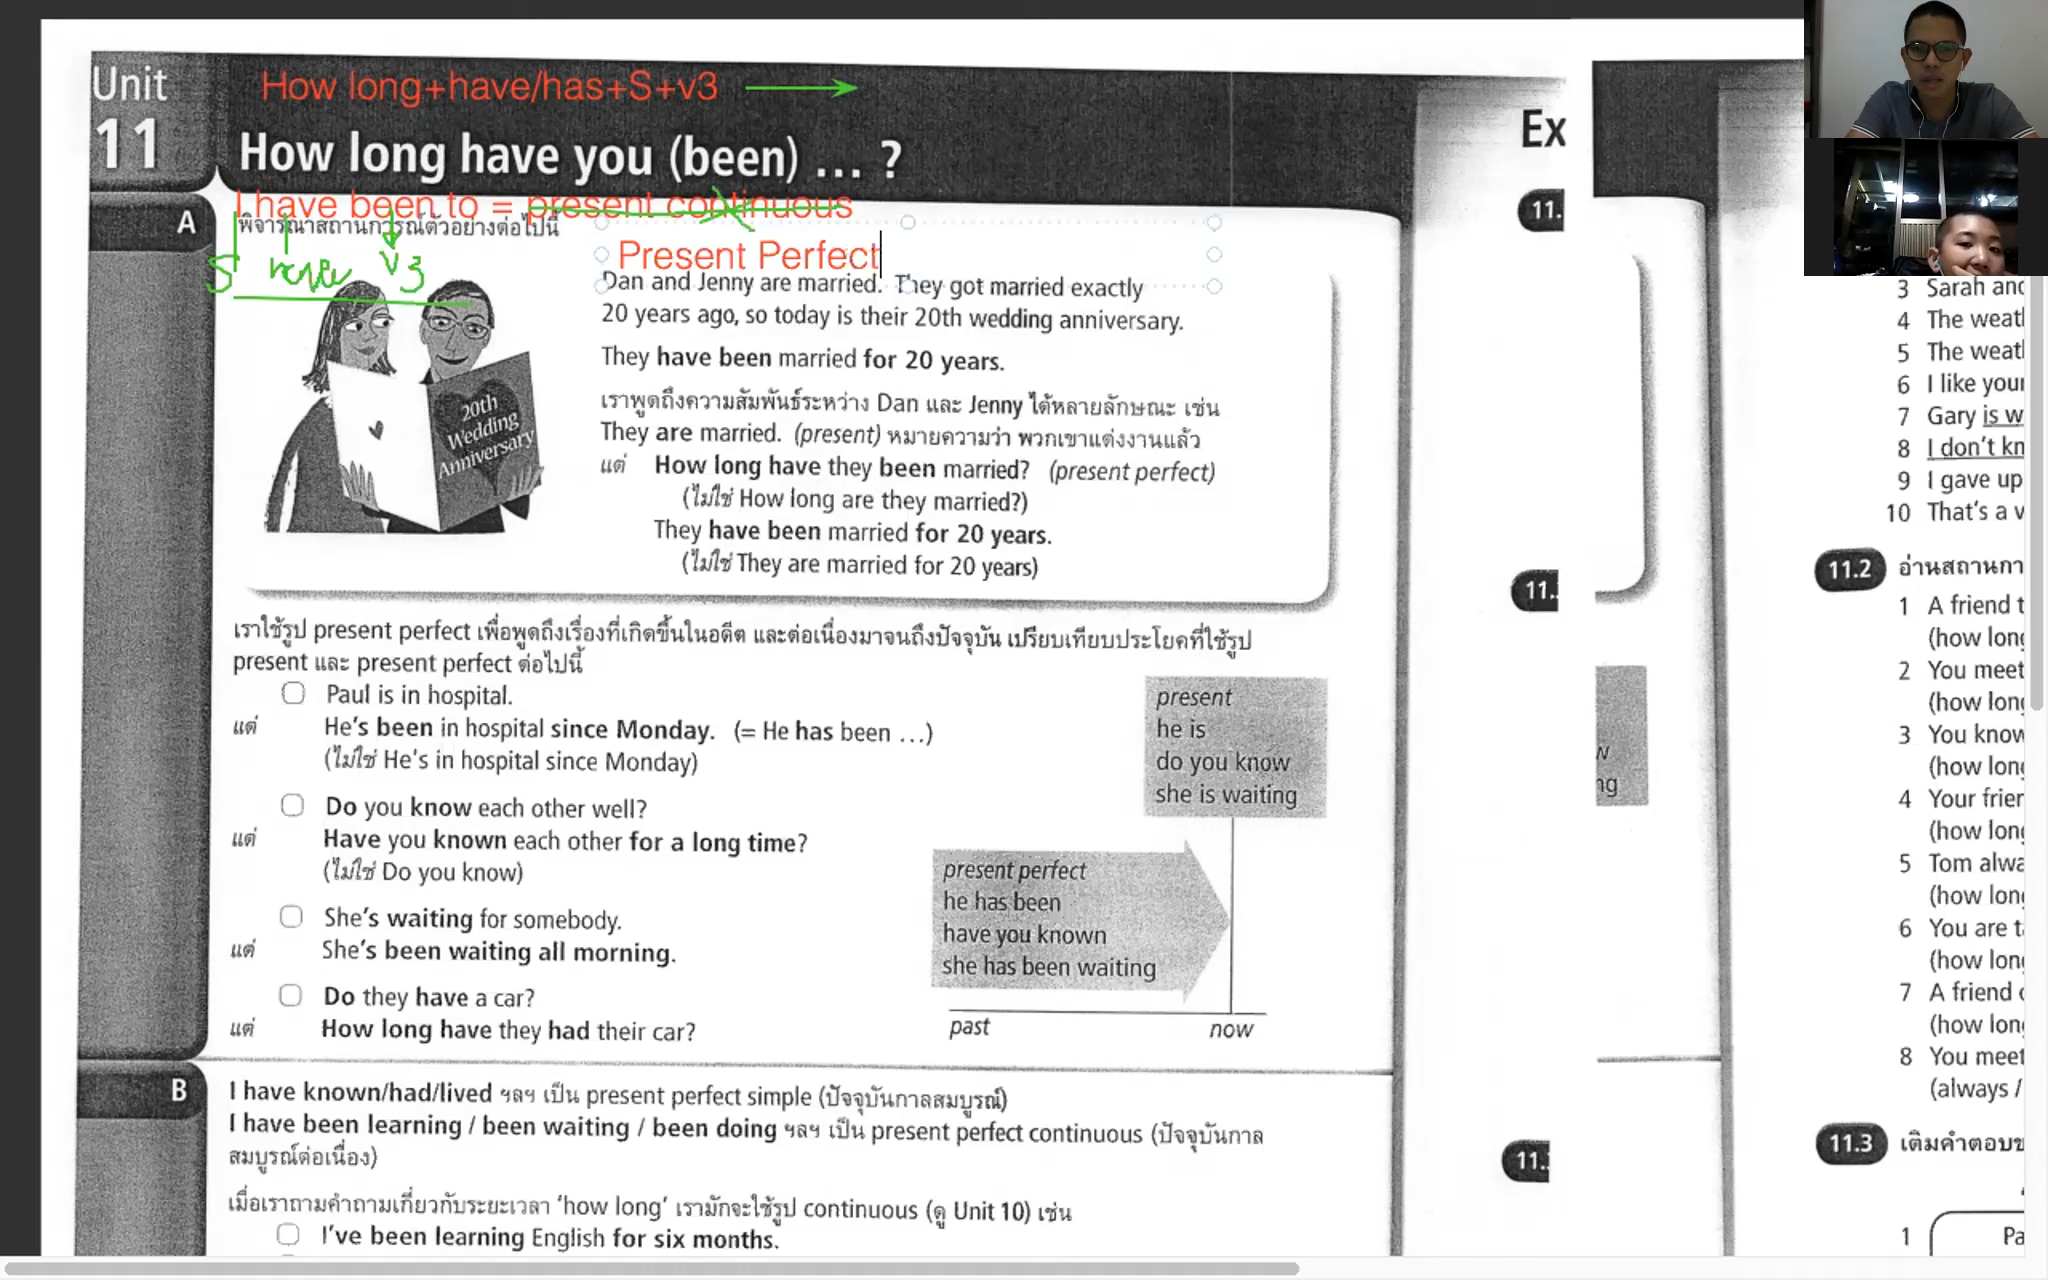 Unit
11
How long+have/has+S+v3
How long have you (been) … ?
I have been to = present continuous
A
พิจารณาสถานการณ์ตัวอย่างต่อไปนี้
Present Perfect
S have V3
Dan and Jenny are married. They got married exactly
20 years ago, so today is their 20th wedding anniversary.
They have been married for 20 years.
20th
Wedding
Anniversary
เราพูดถึงความสัมพันธ์ระหว่าง Dan และ Jenny ได้หลายลักษณะ เช่น
They are married. (present) หมายความว่า พวกเขาแต่งงานแล้ว
แต่ How long have they been married? (present perfect)
(ไม่ใช่ How long are they married?)
They have been married for 20 years.
(ไม่ใช่ They are married for 20 years)
เราใช้รูป present perfect เพื่อพูดถึงเรื่องที่เกิดขึ้นในอดีต และต่อเนื่องมาจนถึงปัจจุบัน เปรียบเทียบประโยคที่ใช้รูป
present และ present perfect ต่อไปนี้
Paul is in hospital.
แต่ He's been in hospital since Monday. (= He has been …)
(ไม่ใช่ He's in hospital since Monday)
Do you know each other well?
แต่ Have you known each other for a long time?
(ไม่ใช่ Do you know)
She's waiting for somebody.
แต่ She's been waiting all morning.
Do they have a car?
แต่ How long have they had their car?
present
he is
do you know
she is waiting
present perfect
he has been
have you known
she has been waiting
past now
B
I have known/had/lived ฯลฯ เป็น present perfect simple (ปัจจุบันกาลสมบูรณ์)
I have been learning / been waiting / been doing ฯลฯ เป็น present perfect continuous (ปัจจุบันกาล
สมบูรณ์ต่อเนื่อง)
เมื่อเราถามคำถามเกี่ยวกับระยะเวลา 'how long' เรามักจะใช้รูป continuous (ดู Unit 10) เช่น
I've been learning English for six months.
Ex
11.
11.
11.
w
ng
3 Sarah and
4 The weat
5 The weat
6 I like your
7 Gary is w
8 I don't kn
9 I gave up
10 That's a v
11.2 อ่านสถานกา
1 A friend t
(how long
2 You meet
(how long
3 You know
(how long
4 Your frien
(how long
5 Tom alwa
(how long
6 You are t
(how long
7 A friend
(how long
8 You meet
(always /
11.3 เติมคำตอบข
1 Pa